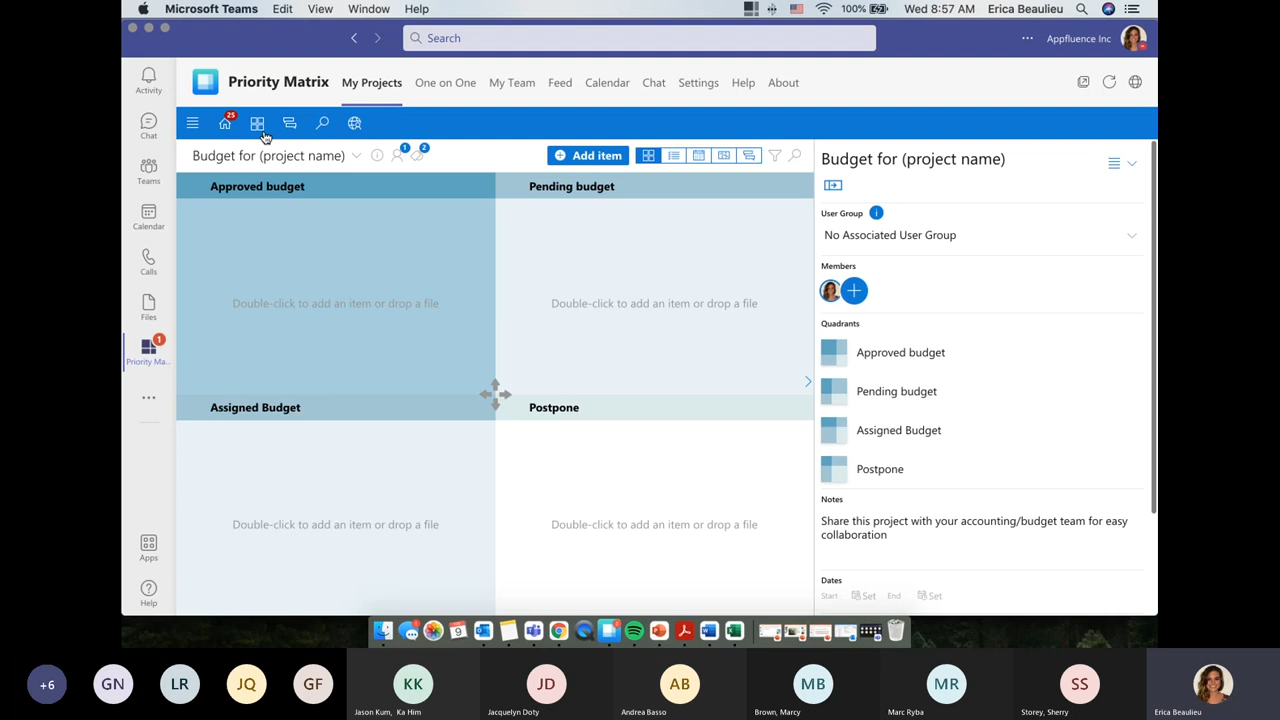 Microsoft Teams Edit View Window Help 100% Wed 8:57 AM Erica Beaulieu
Search
Appfluence Inc
Activity
Chat
Teams
Calendar
Calls
Files
1
Priority Ma...
Apps
Help
Priority Matrix My Projects One on One My Team Feed Calendar Chat Settings Help About
25
Budget for (project name) 1 2 Add item
Approved budget
Double-click to add an item or drop a file
Pending budget
Double-click to add an item or drop a file
Assigned Budget
Double-click to add an item or drop a file
Postpone
Double-click to add an item or drop a file
Budget for (project name)
User Group
No Associated User Group
Members
Quadrants
Approved budget
Pending budget
Assigned Budget
Postpone
Notes
Share this project with your accounting/budget team for easy
collaboration
Dates
Start Set End Set
9
+6 GN LR JQ GF KK JD AB MB MR SS
Jason Kum, Ka Him Jacquelyn Doty Andrea Basso Brown, Marcy Marc Ryba Storey, Sherry Erica Beaulieu